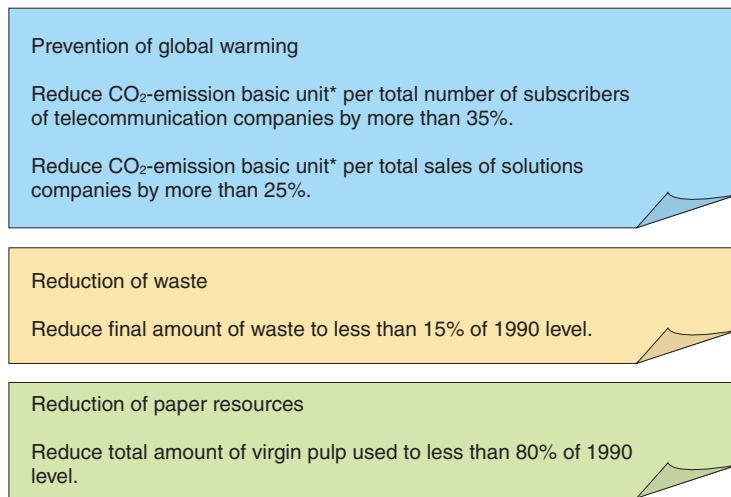 Prevention of global warming
Reduce CO₂-emission basic unit* per total number of subscribers
of telecommunication companies by more than 35%.
Reduce CO₂-emission basic unit* per total sales of solutions
companies by more than 25%.
Reduction of waste
Reduce final amount of waste to less than 15% of 1990 level.
Reduction of paper resources
Reduce total amount of virgin pulp used to less than 80% of 1990
level.